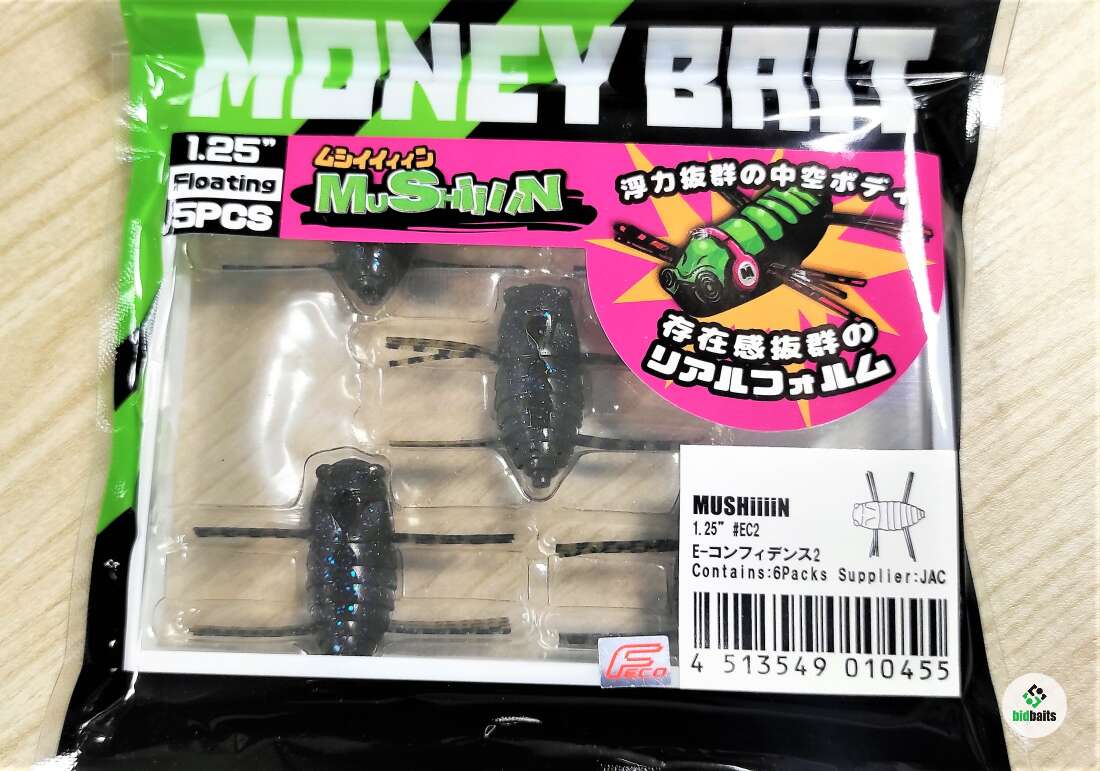 MONEY BAIT
1.25"
Floating
5PCS
ムシイイィィン
MUSHiiiiN
浮力抜群の中空ボディ
M
存在感抜群の
リアルフォルム
MUSHiiiiN
1.25" #EC2
E-コンフィデンス2
Contains:6Packs Supplier:JAC
4 513549 010455
FECO
bidbaits